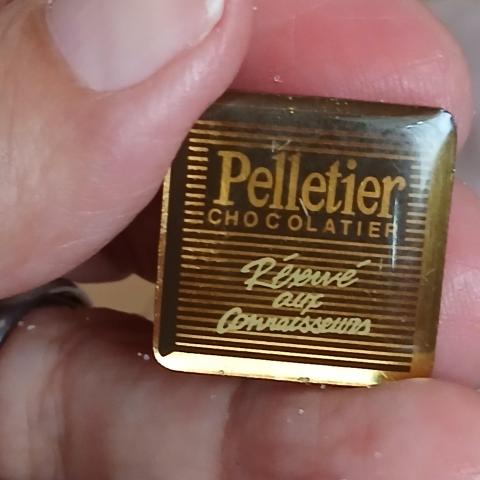 Pelletier
CHOCOLATIER
Réservé
aux
Connaisseurs